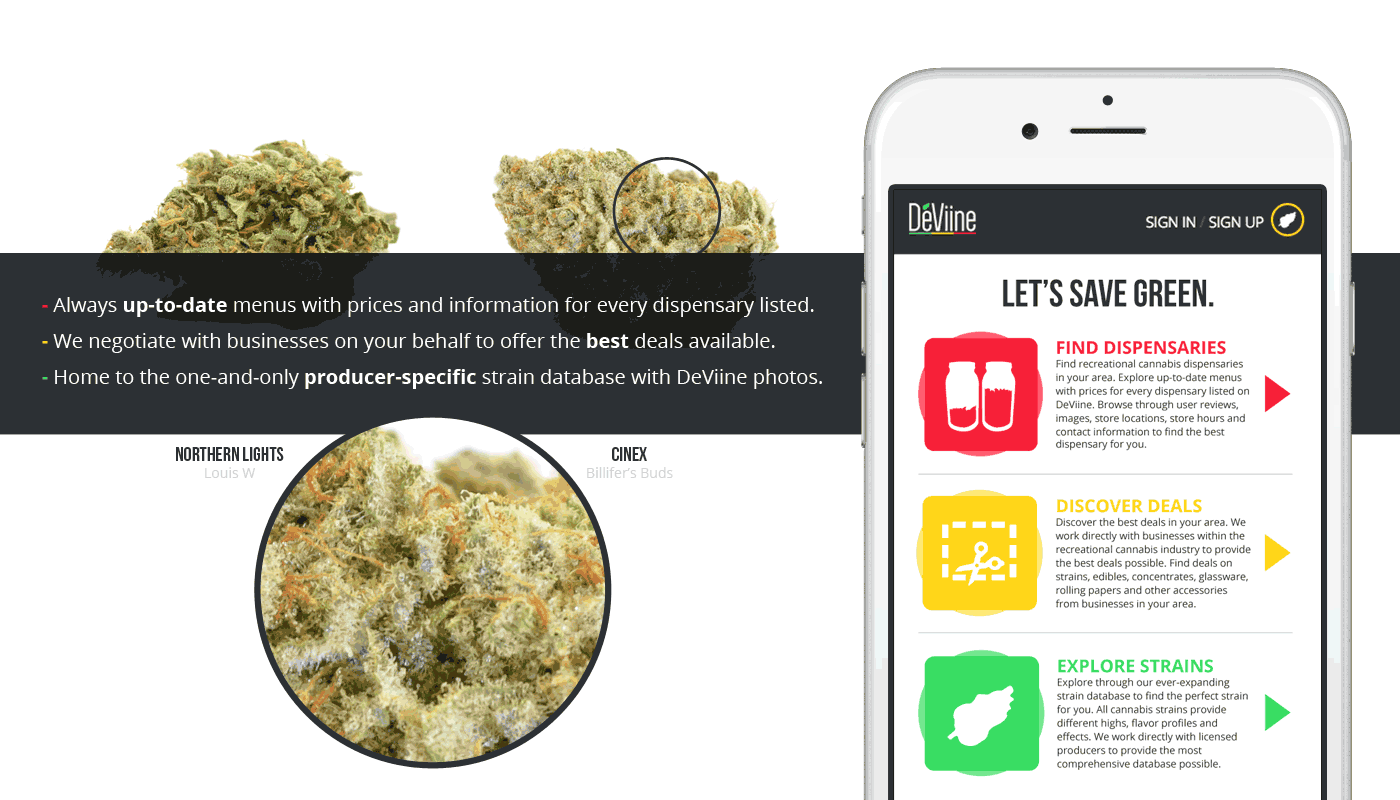 - Always up-to-date menus with prices and information for every dispensary listed.
- We negotiate with businesses on your behalf to offer the best deals available.
- Home to the one-and-only producer-specific strain database with DeViine photos.
NORTHERN LIGHTS
Louis W
CINEX
Billifer's Buds
DéViine
SIGN IN / SIGN UP
LET'S SAVE GREEN.
FIND DISPENSARIES
Find recreational cannabis dispensaries
in your area. Explore up-to-date menus
with prices for every dispensary listed on
DeViine. Browse through user reviews,
images, store locations, store hours and
contact information to find the best
dispensary for you.
DISCOVER DEALS
Discover the best deals in your area. We
work directly with businesses within the
recreational cannabis industry to provide
the best deals possible. Find deals on
strains, edibles, concentrates, glassware,
rolling papers and other accessories
from businesses in your area.
EXPLORE STRAINS
Explore through our ever-expanding
strain database to find the perfect strain
for you. All cannabis strains provide
different highs, flavor profiles and
effects. We work directly with licensed
producers to provide the most
comprehensive database possible.